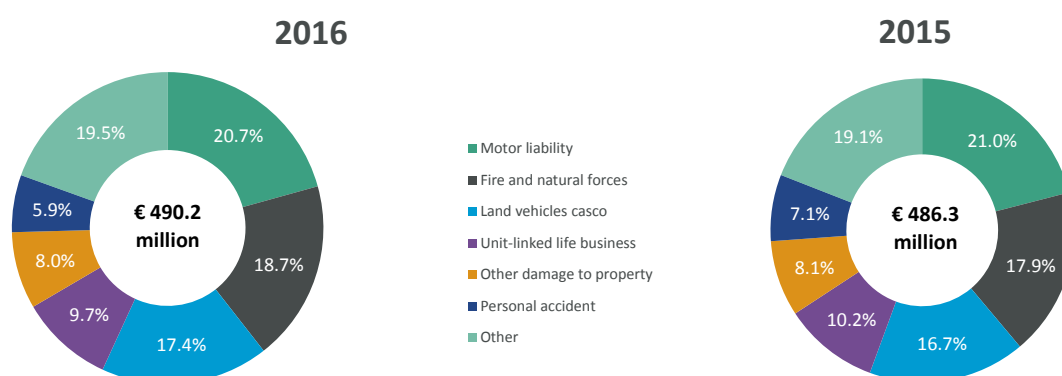 2016
2015
19.5%
20.7%
5.9%
€ 490.2
million
8.0%
18.7%
9.7%
17.4%
Motor liability
Fire and natural forces
Land vehicles casco
Unit-linked life business
Other damage to property
Personal accident
Other
19.1%
21.0%
7.1%
€ 486.3
million
8.1%
17.9%
10.2%
16.7%